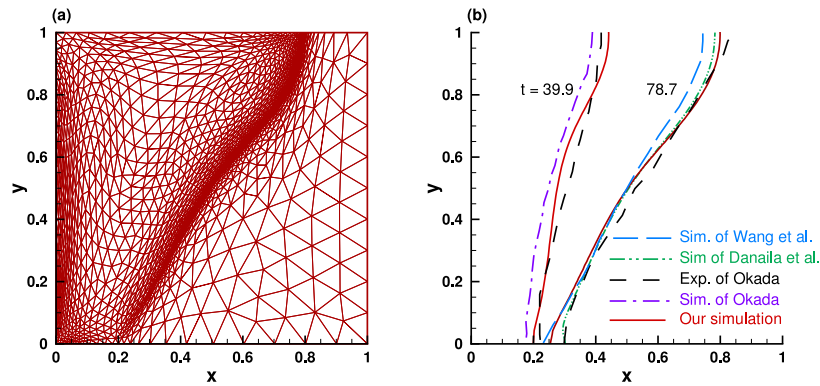 (a)
1
0.8
0.6
0.4
0.2
0
y
0
0.2
0.4
0.6
0.8
1
x
(b)
1
0.8
0.6
0.4
0.2
0
y
t = 39.9
78.7
Sim. of Wang et al.
Sim of Danaila et al.
Exp. of Okada
Sim. of Okada
Our simulation
0
0.2
0.4
0.6
0.8
1
x